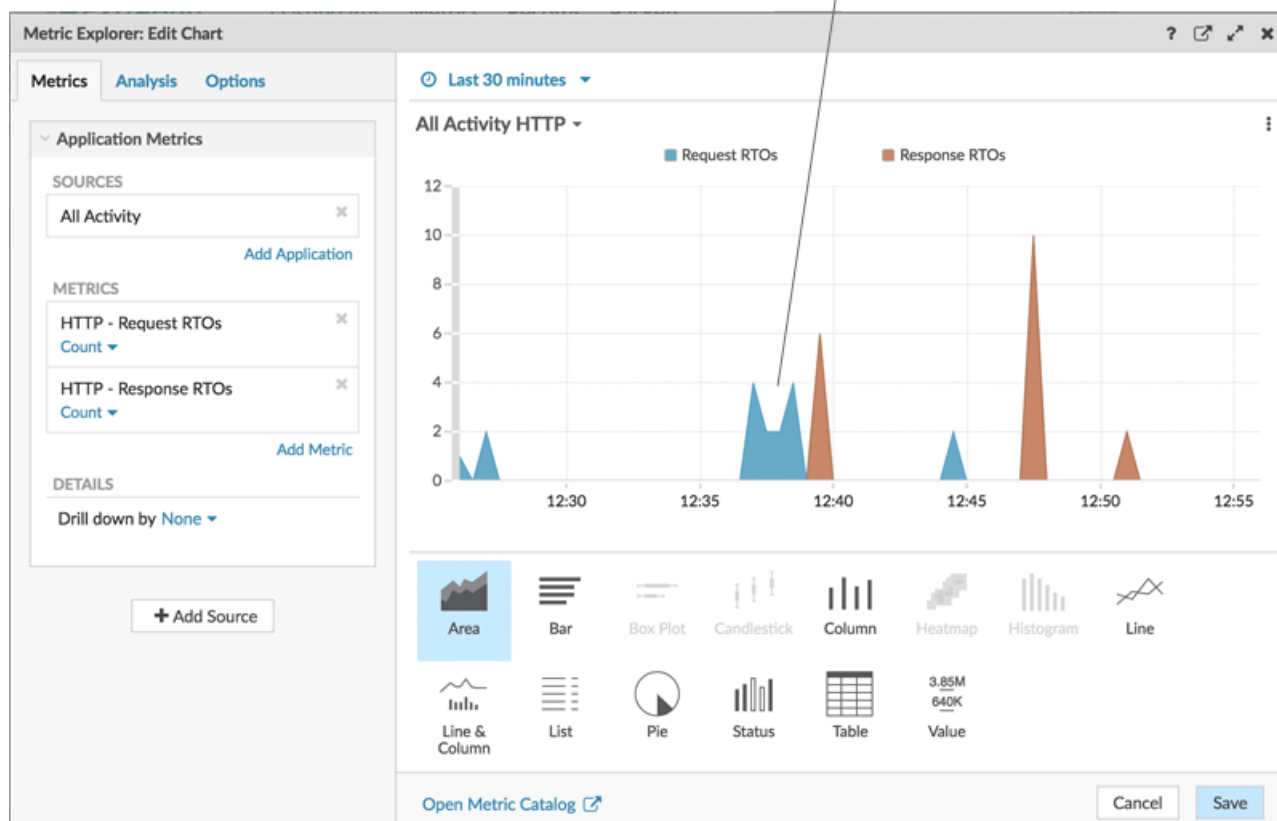 Metric Explorer: Edit Chart
?
Metrics Analysis Options
Application Metrics
SOURCES
All Activity
Add Application
METRICS
HTTP - Request RTOs
Count
HTTP - Response RTOs
Count
Add Metric
DETAILS
Drill down by None
+ Add Source
Last 30 minutes
All Activity HTTP
Request RTOs Response RTOs
12
10
8
6
4
2
0
12:30 12:35 12:40 12:45 12:50 12:55
Area Bar Box Plot Candlestick Column Heatmap Histogram Line
3.85M
640K
Line & Column List Pie Status Table Value
Open Metric Catalog
Cancel Save